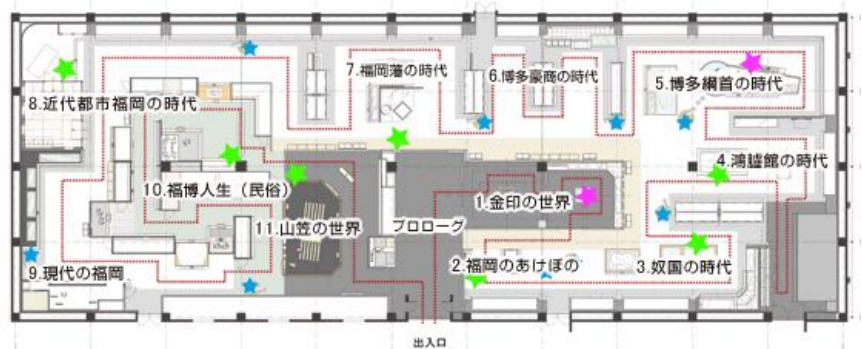 7.福岡藩の時代
6.博多豪商の時代
5.博多綱首の時代
8.近代都市福岡の時代
4.鴻臚館の時代
10.福博人生（民俗）
1.金印の世界
11.山笠の世界
プロローグ
2.福岡のあけぼの
3.奴国の時代
9.現代の福岡
出入口